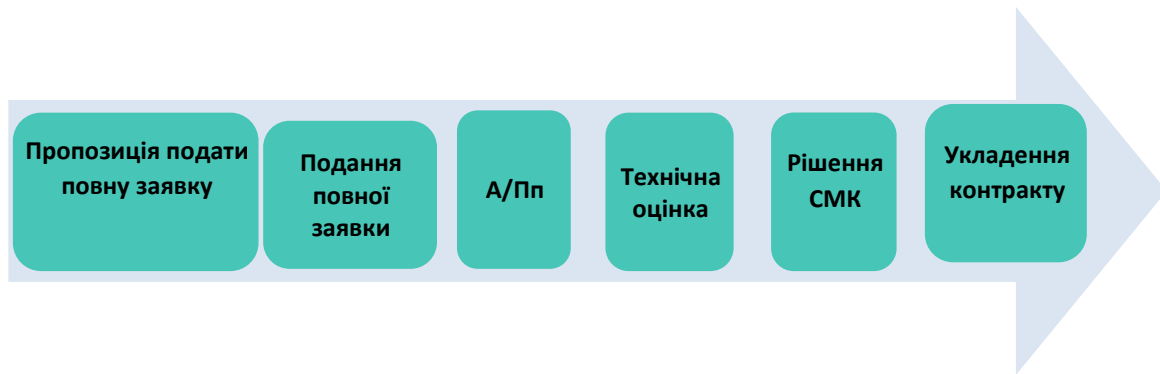 Пропозиція подати
повну заявку
Подання
повної
заявки
А/Пп
Технічна
оцінка
Рішення
СМК
Укладення
контракту